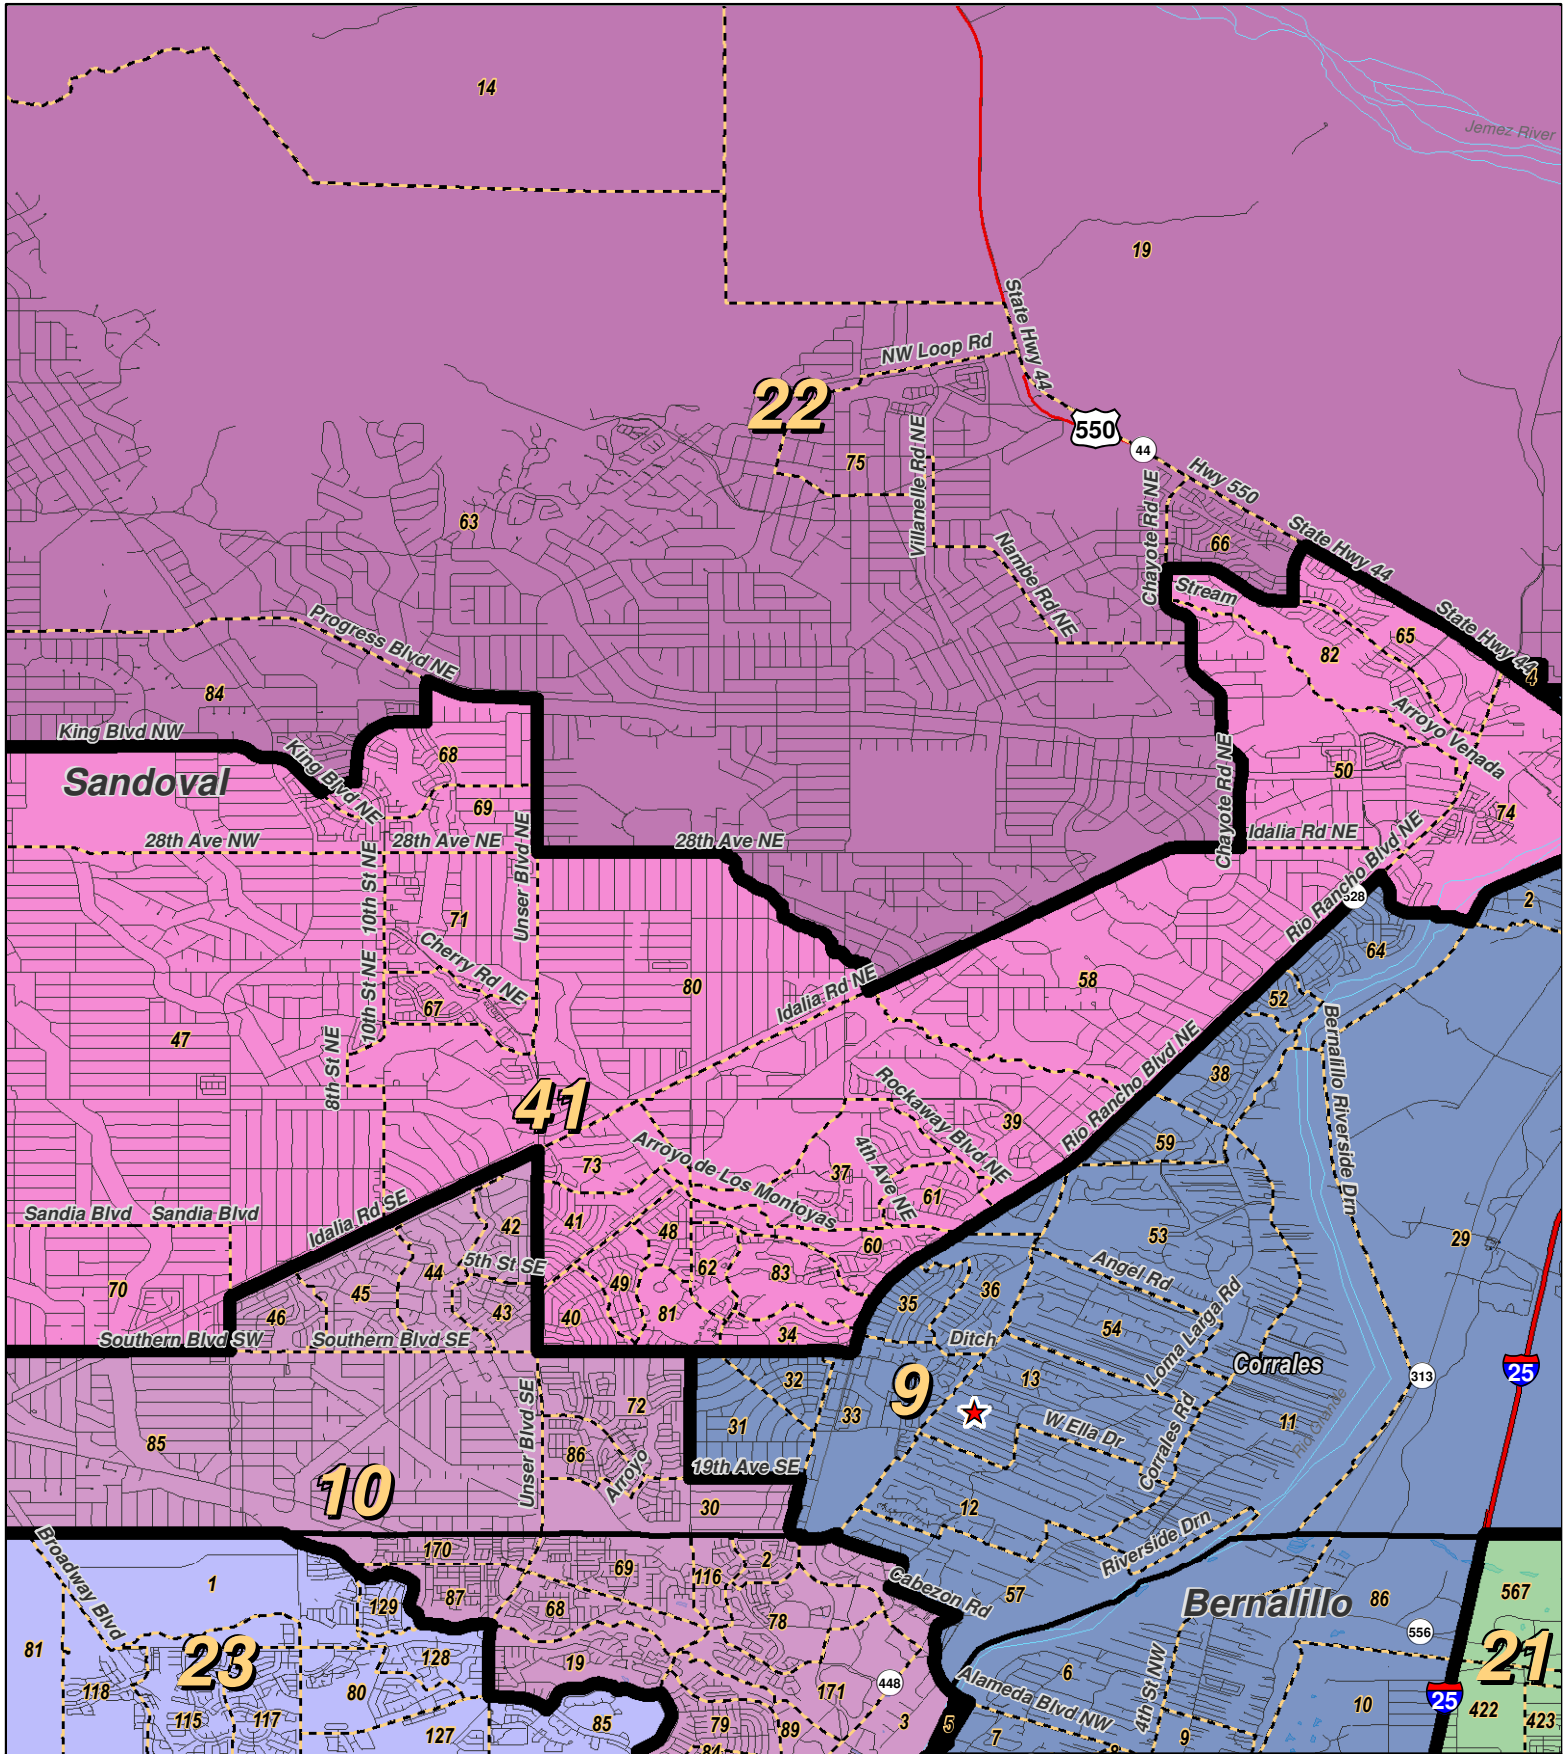 14
Jemez River
19
State Hwy 44
NW Loop Rd
22
550
44
75
Villanelle Rd NE
Hwy 550
Chayote Rd NE
63
State Hwy 44
66
Nambe Rd NE
Stream
Progress Blvd NE
65
State Hwy 44
82
4
84
King Blvd NW
Arroyo Venada
King Blvd NE
68
Sandoval
50
Chayote Rd NE
69
74
28th Ave NW
28th Ave NE
28th Ave NE
Idalia Rd NE
Unser Blvd NE
10th St NE
Rio Rancho Blvd NE
528
2
71
64
Cherry Rd NE
10th St NE
80
Idalia Rd NE
58
52
67
47
8th St NE
Bernalillo Riverside Drn
38
41
Rockaway Blvd NE
39
Rio Rancho Blvd NE
59
73
Arroyo de Los Montoyas
37
4th Ave NE
61
Sandia Blvd
Sandia Blvd
Idalia Rd SE
42
41
48
60
53
29
5th St SE
44
62
83
Angel Rd
70
45
49
36
46
43
40
81
35
Loma Larga Rd
34
54
Southern Blvd SW
Southern Blvd SE
Ditch
Corrales
9
313
25
32
13
72
31
33
W Ella Dr
11
Rio Grande
Unser Blvd SE
85
86
Arroyo
19th Ave SE
Corrales Rd
10
30
12
Riverside Drn
Broadway Blvd
170
69
116
2
1
Cabezon Rd
57
129
87
68
78
Bernalillo
86
567
556
81
23
128
19
21
118
80
171
448
6
25
Alameda Blvd NW
4th St NW
115
117
127
85
79
89
3
5
7
9
10
422
423
84
8